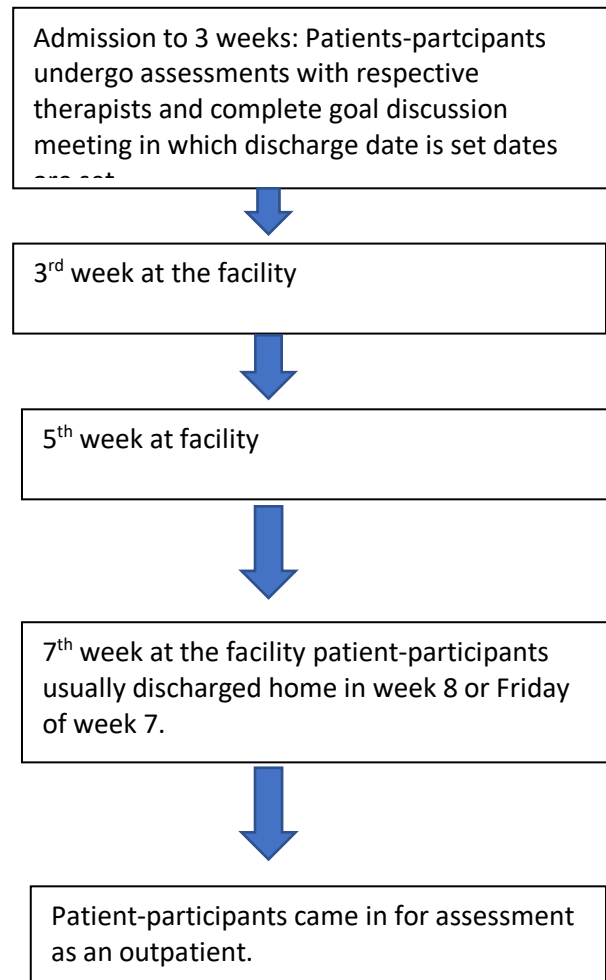 Admission to 3 weeks: Patients-partcipants
undergo assessments with respective
therapists and complete goal discussion
meeting in which discharge date is set dates
are set
3rd week at the facility
5th week at facility
7th week at the facility patient-participants
usually discharged home in week 8 or Friday
of week 7.
Patient-participants came in for assessment
as an outpatient.